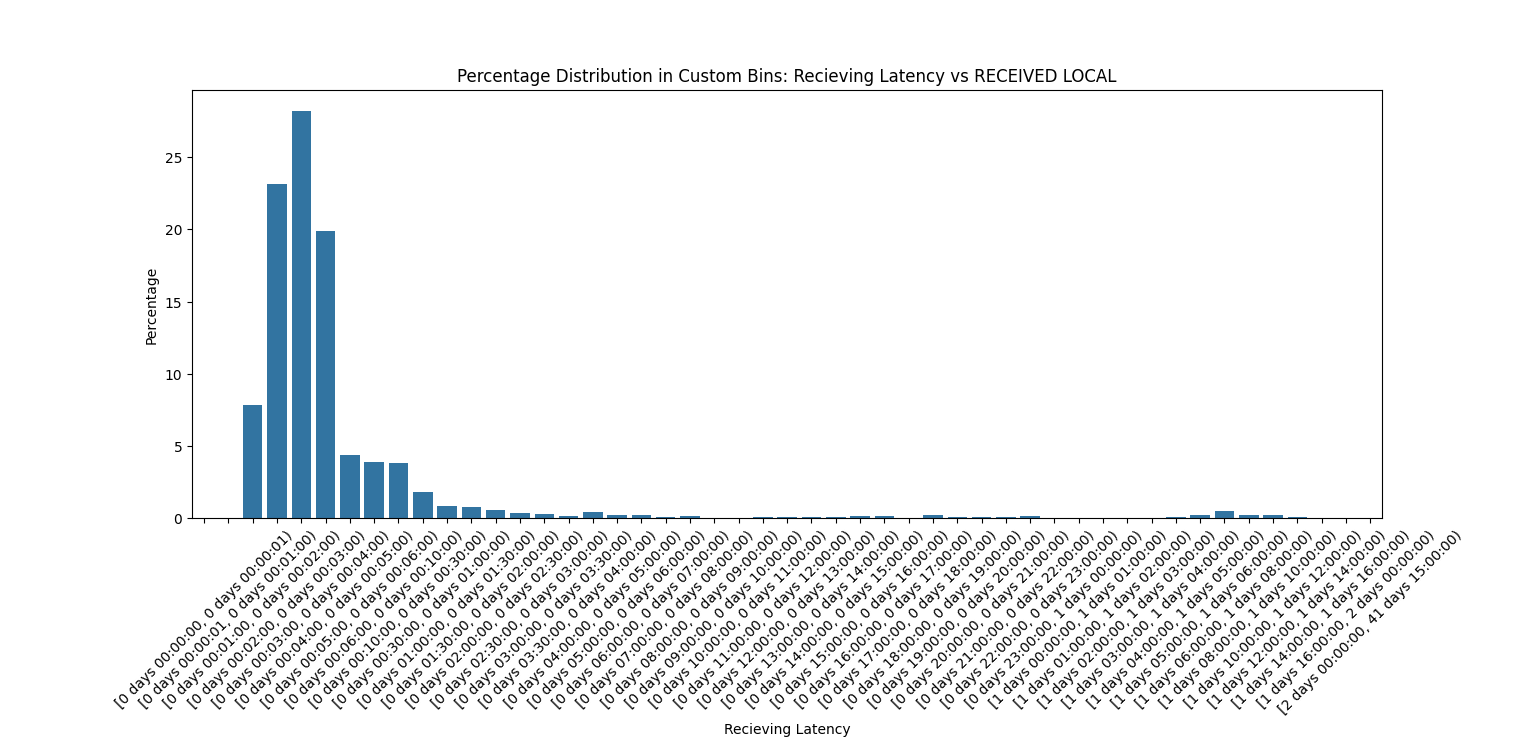 Percentage Distribution in Custom Bins: Recieving Latency vs RECEIVED LOCAL
Percentage
25
20
15
10
5
0
[0 days 00:00:00, 0 days 00:00:01)
[0 days 00:00:01, 0 days 00:01:00)
[0 days 00:01:00, 0 days 00:02:00)
[0 days 00:02:00, 0 days 00:03:00)
[0 days 00:03:00, 0 days 00:04:00)
[0 days 00:04:00, 0 days 00:05:00)
[0 days 00:05:00, 0 days 00:06:00)
[0 days 00:06:00, 0 days 00:10:00)
[0 days 00:10:00, 0 days 00:30:00)
[0 days 00:30:00, 0 days 01:00:00)
[0 days 01:00:00, 0 days 01:30:00)
[0 days 01:30:00, 0 days 02:00:00)
[0 days 02:00:00, 0 days 02:30:00)
[0 days 02:30:00, 0 days 03:00:00)
[0 days 03:00:00, 0 days 03:30:00)
[0 days 03:30:00, 0 days 04:00:00)
[0 days 04:00:00, 0 days 05:00:00)
[0 days 05:00:00, 0 days 06:00:00)
[0 days 06:00:00, 0 days 07:00:00)
[0 days 07:00:00, 0 days 08:00:00)
[0 days 08:00:00, 0 days 09:00:00)
[0 days 09:00:00, 0 days 10:00:00)
[0 days 10:00:00, 0 days 11:00:00)
[0 days 11:00:00, 0 days 12:00:00)
[0 days 12:00:00, 0 days 13:00:00)
[0 days 13:00:00, 0 days 14:00:00)
[0 days 14:00:00, 0 days 15:00:00)
[0 days 15:00:00, 0 days 16:00:00)
[0 days 16:00:00, 0 days 17:00:00)
[0 days 17:00:00, 0 days 18:00:00)
[0 days 18:00:00, 0 days 19:00:00)
[0 days 19:00:00, 0 days 20:00:00)
[0 days 20:00:00, 0 days 21:00:00)
[0 days 21:00:00, 0 days 22:00:00)
[0 days 22:00:00, 0 days 23:00:00)
[0 days 23:00:00, 1 days 00:00:00)
[1 days 00:00:00, 1 days 01:00:00)
[1 days 01:00:00, 1 days 02:00:00)
[1 days 02:00:00, 1 days 03:00:00)
[1 days 03:00:00, 1 days 04:00:00)
[1 days 04:00:00, 1 days 05:00:00)
[1 days 05:00:00, 1 days 06:00:00)
[1 days 06:00:00, 1 days 08:00:00)
[1 days 08:00:00, 1 days 10:00:00)
[1 days 10:00:00, 1 days 12:00:00)
[1 days 12:00:00, 1 days 14:00:00)
[1 days 14:00:00, 1 days 16:00:00)
[1 days 16:00:00, 2 days 00:00:00)
[2 days 00:00:00, 41 days 15:00:00)
Recieving Latency